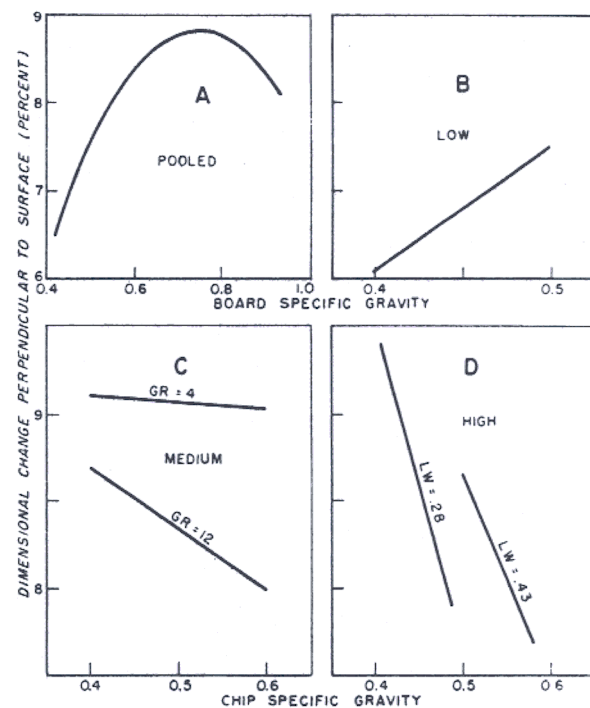 DIMENSIONAL CHANGE PERPENDICULAR TO SURFACE (PERCENT)
9
8
7
6
A
POOLED
0.4
0.6
0.8
1.0
B
LOW
0.4
0.5
BOARD SPECIFIC GRAVITY
9
8
C
GR = 4
MEDIUM
GR = 12
0.4
0.5
0.6
D
HIGH
LW = .28
LW = .43
0.4
0.5
0.6
CHIP SPECIFIC GRAVITY